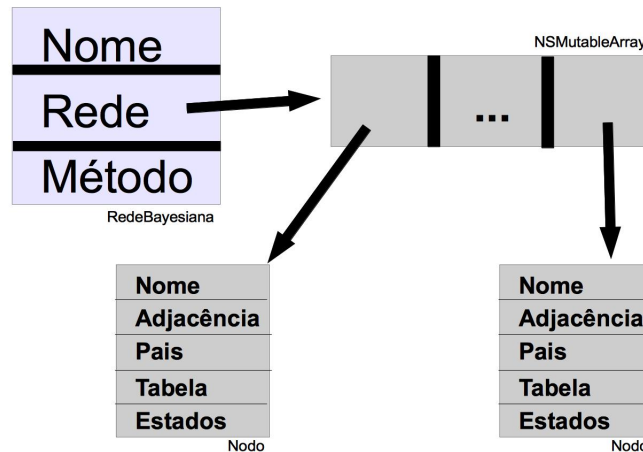 Nome
Rede
Método
RedeBayesiana
NSMutableArray
...
Nome
Adjacência
Pais
Tabela
Estados
Nodo
Nome
Adjacência
Pais
Tabela
Estados
Nodo